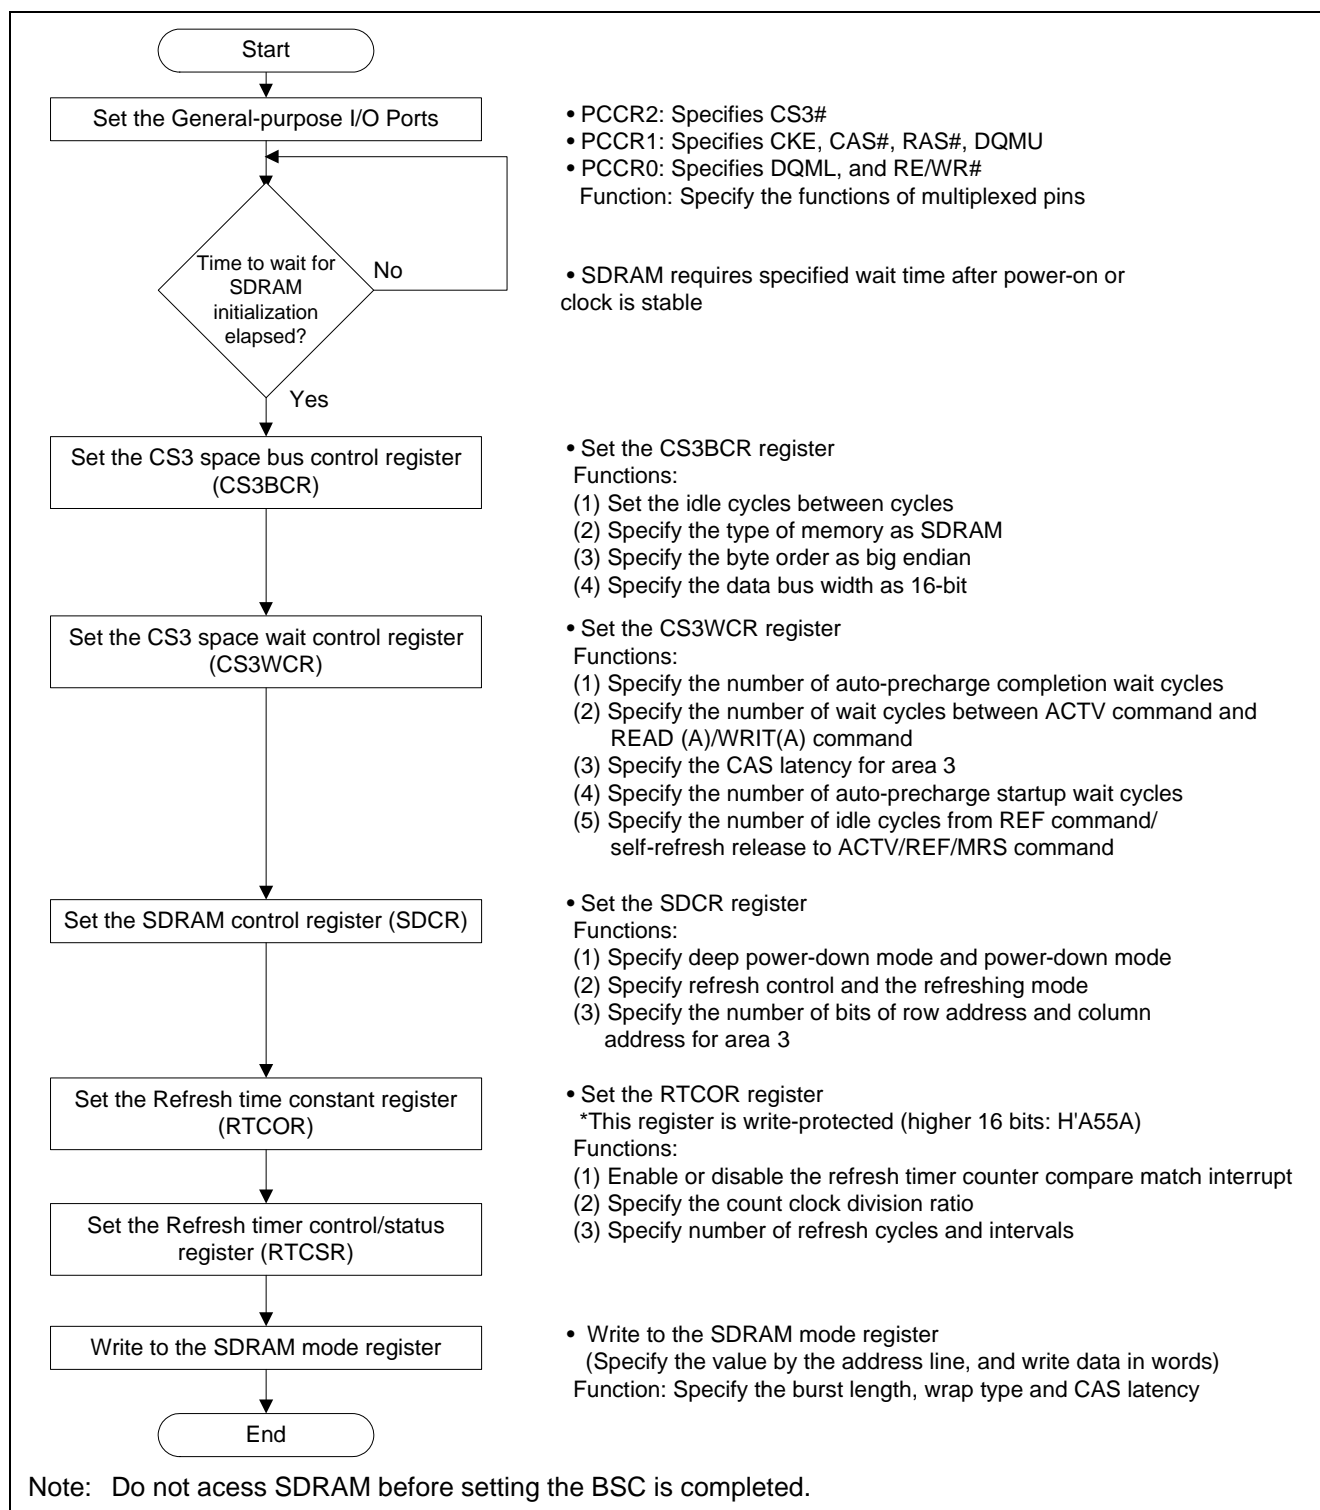 Start
Set the General-purpose I/O Ports
• PCCR2: Specifies CS3#
• PCCR1: Specifies CKE, CAS#, RAS#, DQMU
• PCCR0: Specifies DQML, and RE/WR#
Function: Specify the functions of multiplexed pins
Time to wait for
SDRAM
initialization
elapsed?
No
Yes
• SDRAM requires specified wait time after power-on or
clock is stable
Set the CS3 space bus control register
(CS3BCR)
• Set the CS3BCR register
Functions:
(1) Set the idle cycles between cycles
(2) Specify the type of memory as SDRAM
(3) Specify the byte order as big endian
(4) Specify the data bus width as 16-bit
Set the CS3 space wait control register
(CS3WCR)
• Set the CS3WCR register
Functions:
(1) Specify the number of auto-precharge completion wait cycles
(2) Specify the number of wait cycles between ACTV command and
READ (A)/WRIT(A) command
(3) Specify the CAS latency for area 3
(4) Specify the number of auto-precharge startup wait cycles
(5) Specify the number of idle cycles from REF command/
self-refresh release to ACTV/REF/MRS command
Set the SDRAM control register (SDCR)
• Set the SDCR register
Functions:
(1) Specify deep power-down mode and power-down mode
(2) Specify refresh control and the refreshing mode
(3) Specify the number of bits of row address and column
address for area 3
Set the Refresh time constant register
(RTCOR)
• Set the RTCOR register
*This register is write-protected (higher 16 bits: H'A55A)
Functions:
(1) Enable or disable the refresh timer counter compare match interrupt
(2) Specify the count clock division ratio
(3) Specify number of refresh cycles and intervals
Set the Refresh timer control/status
register (RTCSR)
Write to the SDRAM mode register
• Write to the SDRAM mode register
(Specify the value by the address line, and write data in words)
Function: Specify the burst length, wrap type and CAS latency
End
Note: Do not acess SDRAM before setting the BSC is completed.